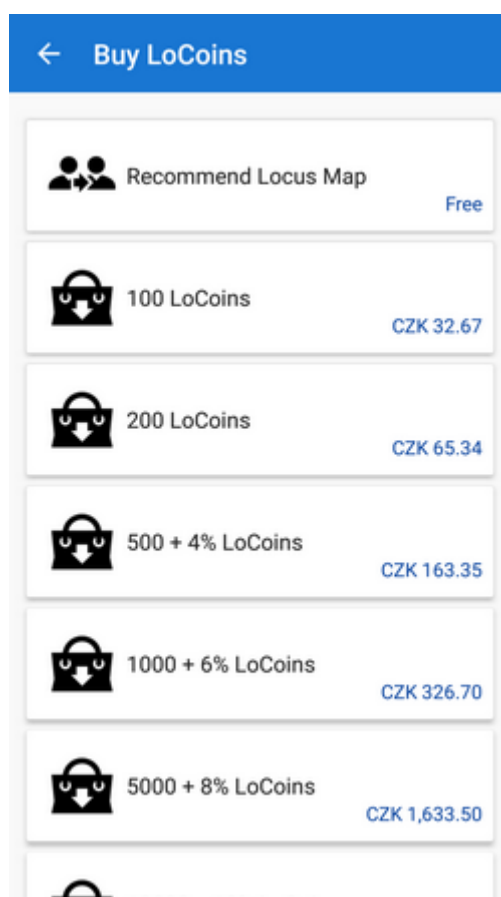 Buy LoCoins
Recommend Locus Map
Free
100 LoCoins
CZK 32.67
200 LoCoins
CZK 65.34
500 + 4% LoCoins
CZK 163.35
1000 + 6% LoCoins
CZK 326.70
5000 + 8% LoCoins
CZK 1,633.50